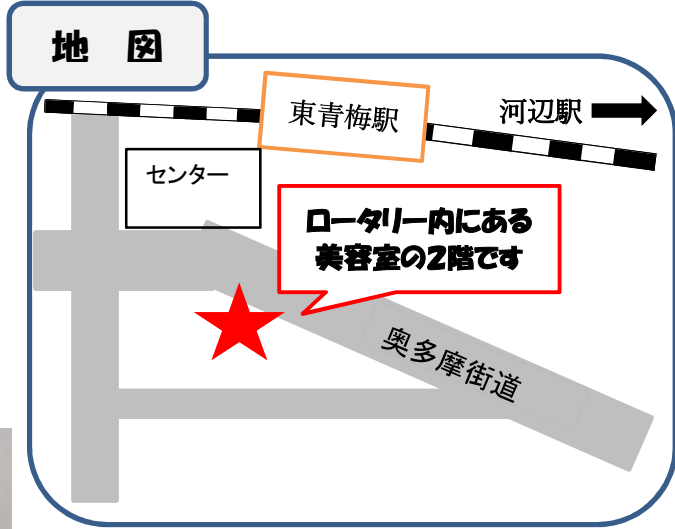 地 図
東青梅駅
河辺駅
センター
ロータリー内にある
美容室の2階です
奥多摩街道